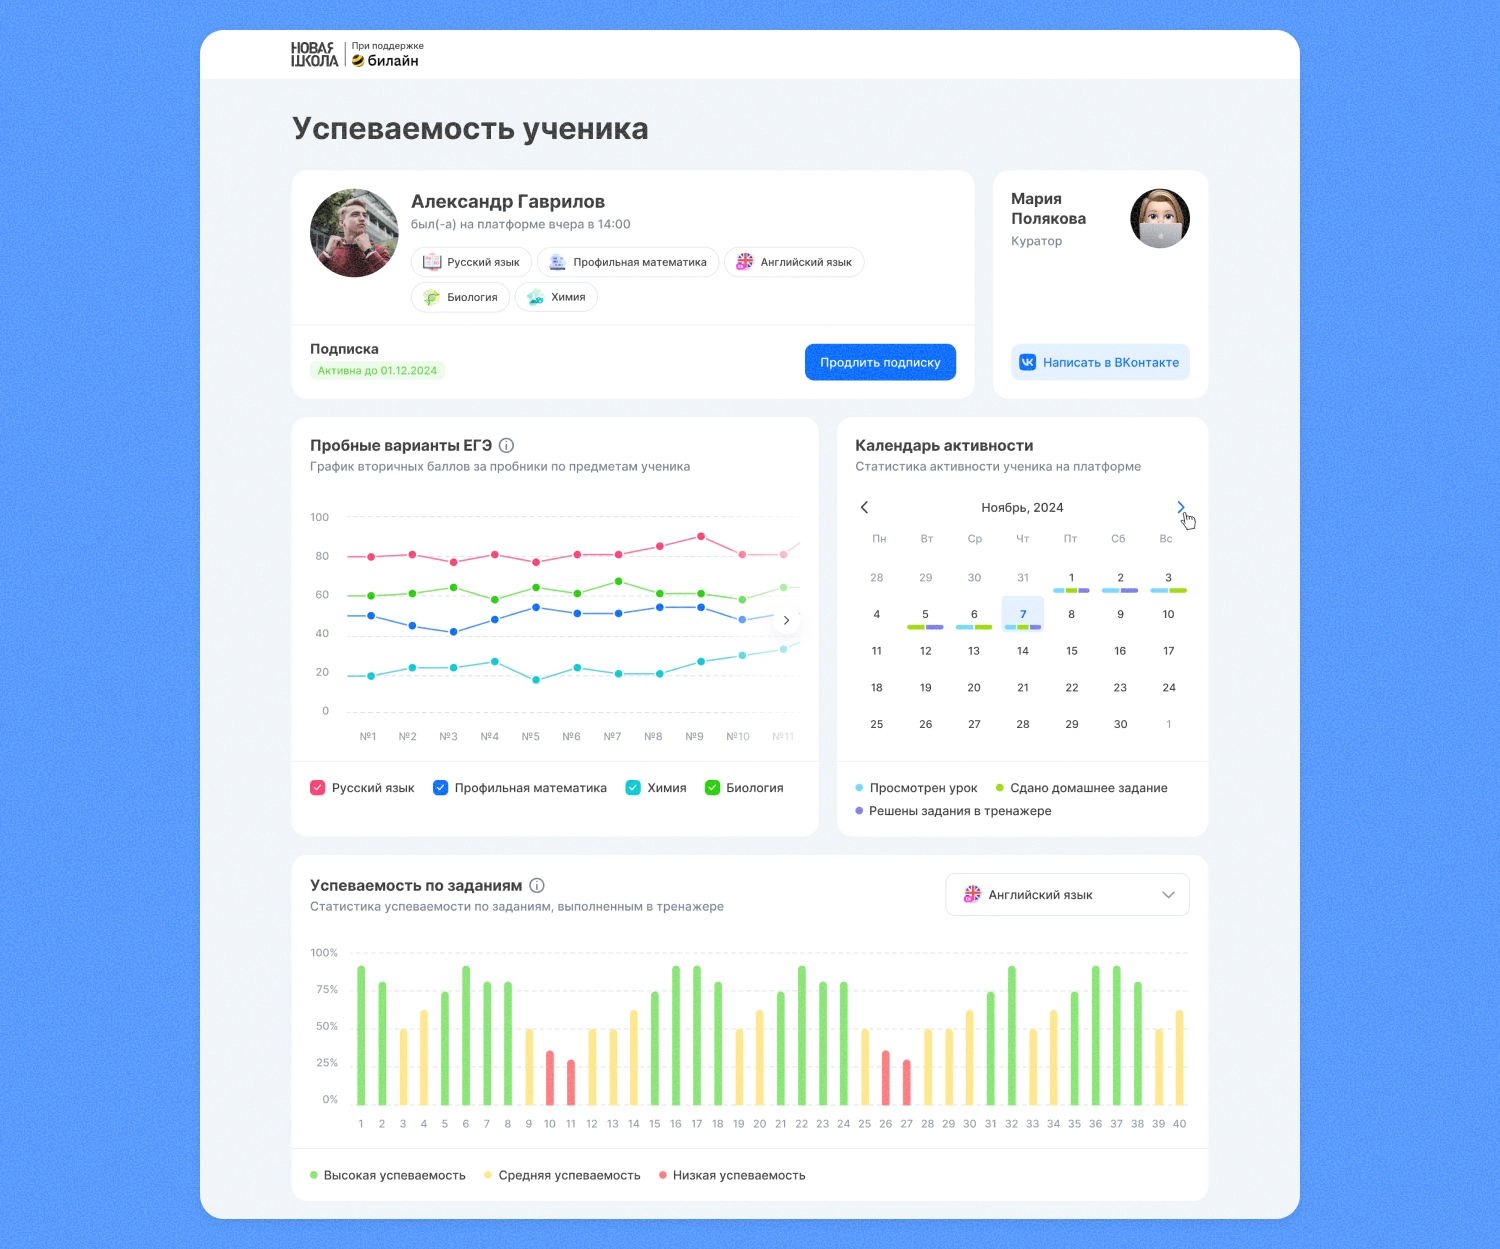 НОВАЯ
ШКОЛА
При поддержке
билайн
Успеваемость ученика
Александр Гаврилов
был(-а) на платформе вчера в 14:00
Русский язык
Профильная математика
Английский язык
Биология
Химия
Подписка
Активна до 01.12.2024
Продлить подписку
Мария
Полякова
Куратор
Написать в ВКонтакте
Пробные варианты ЕГЭ
График вторичных баллов за пробники по предметам ученика
100
80
60
40
20
0
№1 №2 №3 №4 №5 №6 №7 №8 №9 №10 №11
Русский язык Профильная математика Химия Биология
Календарь активности
Статистика активности ученика на платформе
Ноябрь, 2024
Пн Вт Ср Чт Пт Сб Вс
28 29 30 31 1 2 3
4 5 6 7 8 9 10
11 12 13 14 15 16 17
18 19 20 21 22 23 24
25 26 27 28 29 30 1
Просмотрен урок Сдано домашнее задание
Решены задания в тренажере
Успеваемость по заданиям
Статистика успеваемости по заданиям, выполненным в тренажере
Английский язык
100%
75%
50%
25%
0%
1 2 3 4 5 6 7 8 9 10 11 12 13 14 15 16 17 18 19 20 21 22 23 24 25 26 27 28 29 30 31 32 33 34 35 36 37 38 39 40
Высокая успеваемость Средняя успеваемость Низкая успеваемость